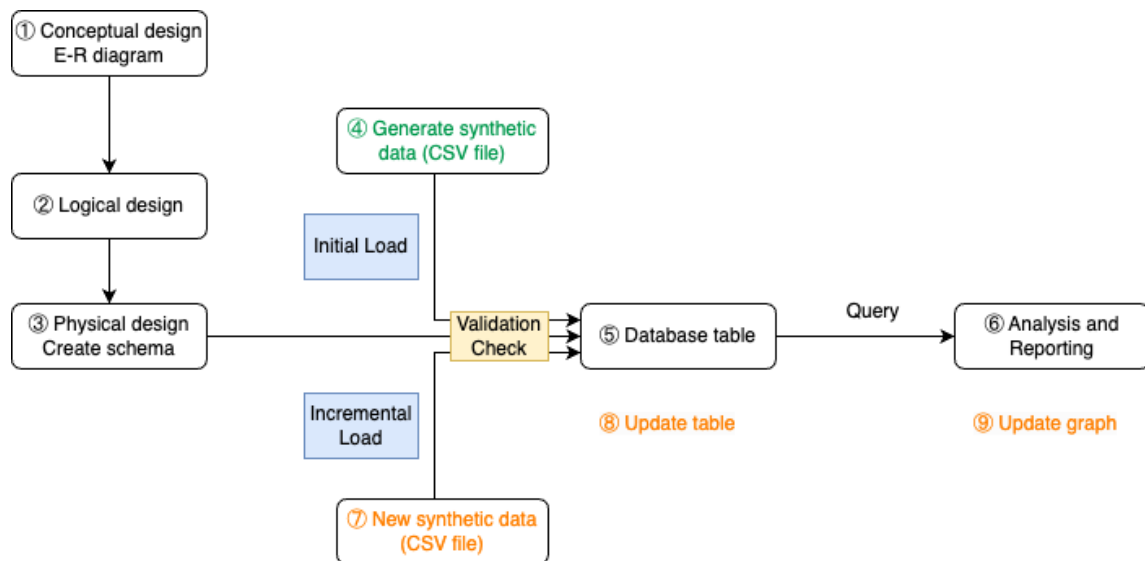 ① Conceptual design
E-R diagram
② Logical design
③ Physical design
Create schema
④ Generate synthetic
data (CSV file)
Initial Load
Validation
Check
Incremental
Load
⑦ New synthetic data
(CSV file)
⑤ Database table
Query
⑥ Analysis and
Reporting
⑧ Update table
⑨ Update graph